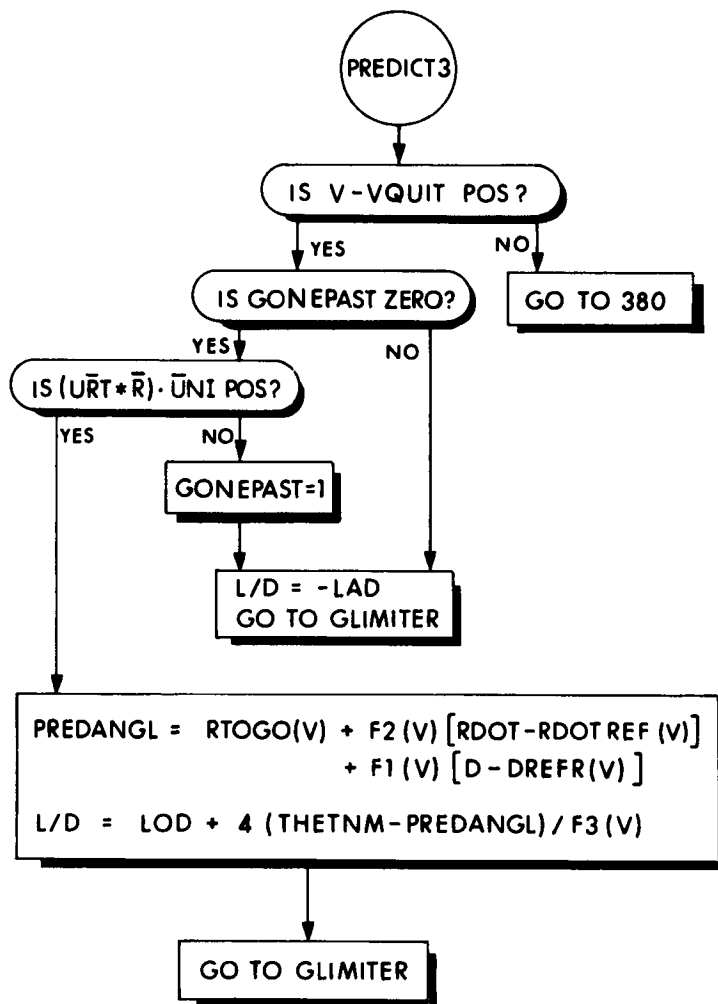 PREDICT3
IS V-VQUIT POS?
YES
NO
IS GONEPAST ZERO?
GO TO 380
YES
NO
IS (UR̄T*R̄)·ŪNI POS?
YES
NO
GONEPAST=1
L/D = -LAD
GO TO GLIMITER
PREDANGL = RTOGO(V) + F2(V) [RDOT-RDOTREF(V)]
+ F1(V) [D-DREFR(V)]
L/D = LOD + 4 (THETNM-PREDANGL)/F3(V)
GO TO GLIMITER